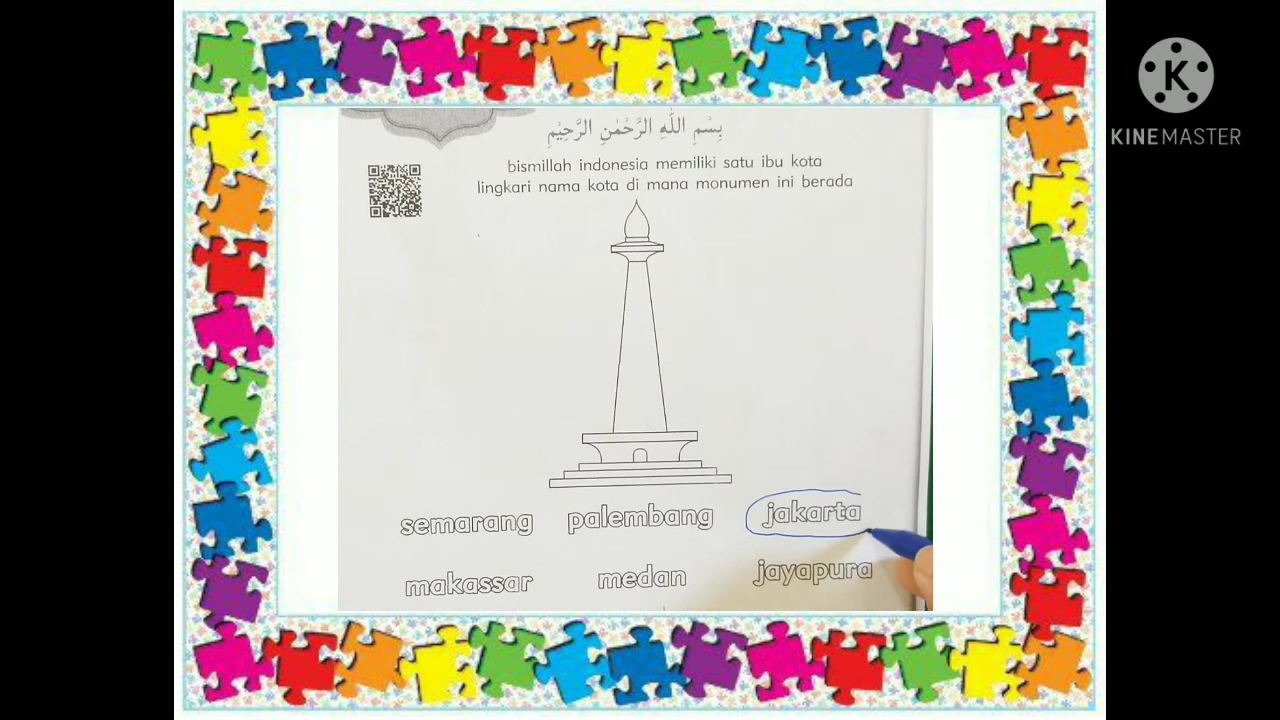 بِسْمِ اللّٰهِ الرَّحْمٰنِ الرَّحِيْمِ
bismillah indonesia memiliki satu ibu kota
lingkari nama kota di mana monumen ini berada
semarang palembang jakarta
makassar medan jayapura
K
KINEMASTER